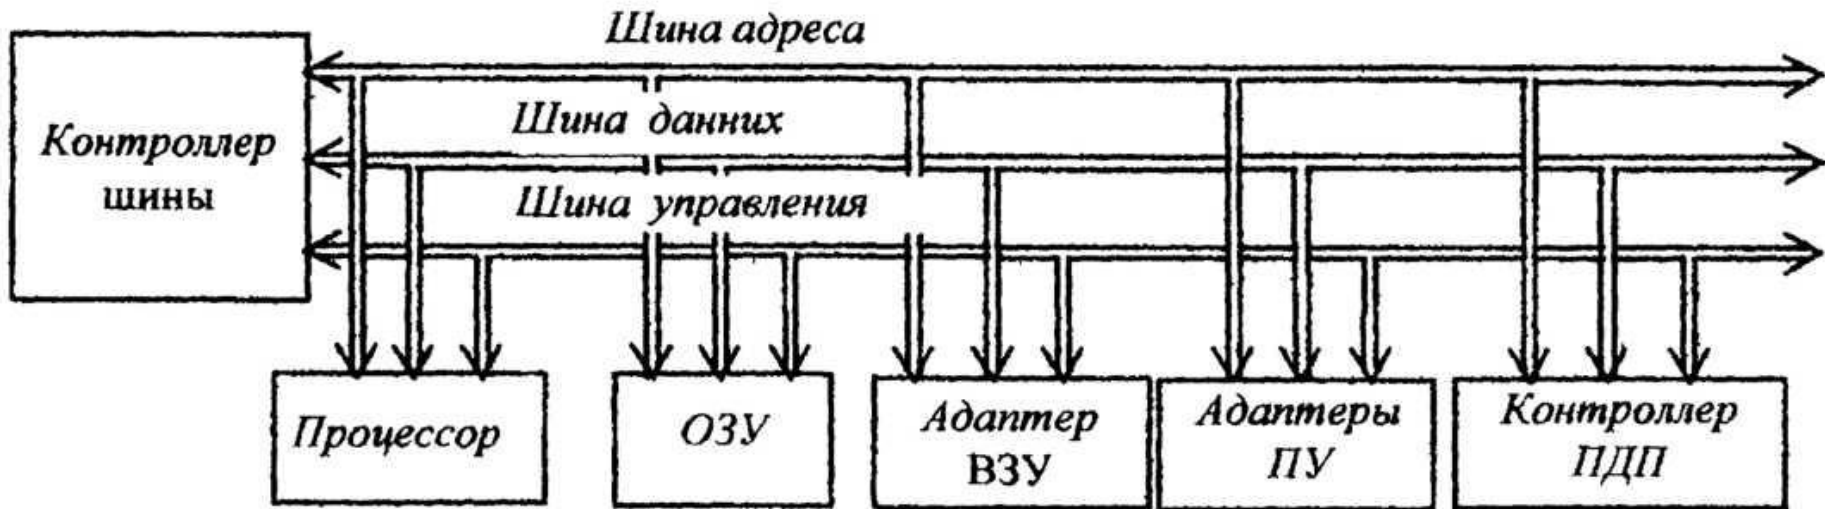 Шина адреса
Контроллер
шины
Шина данних
Шина управления
Процессор
ОЗУ
Адаптер
ВЗУ
Адаптеры
ПУ
Контроллер
ПДП